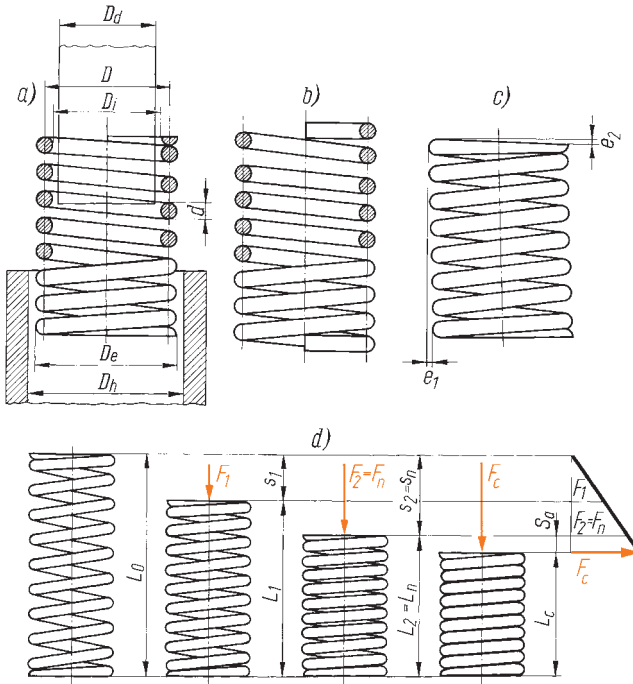 D_d
D
a)
D_i
b)
c)
e_2
d
e_1
D_e
D_h
d)
F_1
F_2=F_n
F_c
s_1
s_2=s_n
S_a
F_1
F_2=F_n
F_c
L_0
L_1
L_2=L_n
L_c